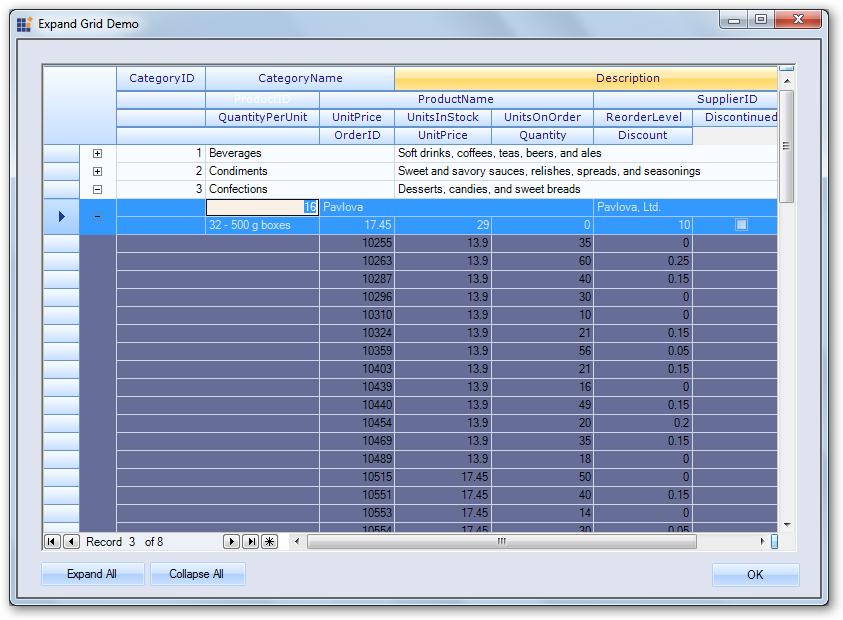 Expand Grid Demo
CategoryID CategoryName Description
ProductID ProductName SupplierID
QuantityPerUnit UnitPrice UnitsInStock UnitsOnOrder ReorderLevel Discontinued
OrderID UnitPrice Quantity Discount
1 Beverages Soft drinks, coffees, teas, beers, and ales
2 Condiments Sweet and savory sauces, relishes, spreads, and seasonings
3 Confections Desserts, candies, and sweet breads
16 Pavlova Pavlova, Ltd.
32 - 500 g boxes 17.45 29 0 10
10255 13.9 35 0
10263 13.9 60 0.25
10287 13.9 40 0.15
10296 13.9 30 0
10310 13.9 10 0
10324 13.9 21 0.15
10359 13.9 56 0.05
10403 13.9 21 0.15
10439 13.9 16 0
10440 13.9 49 0.15
10454 13.9 20 0.2
10469 13.9 35 0.15
10489 13.9 18 0
10515 17.45 50 0
10551 17.45 40 0.15
10553 17.45 14 0
10554 17.45 30 0.05
Record 3 of 8
Expand All Collapse All OK